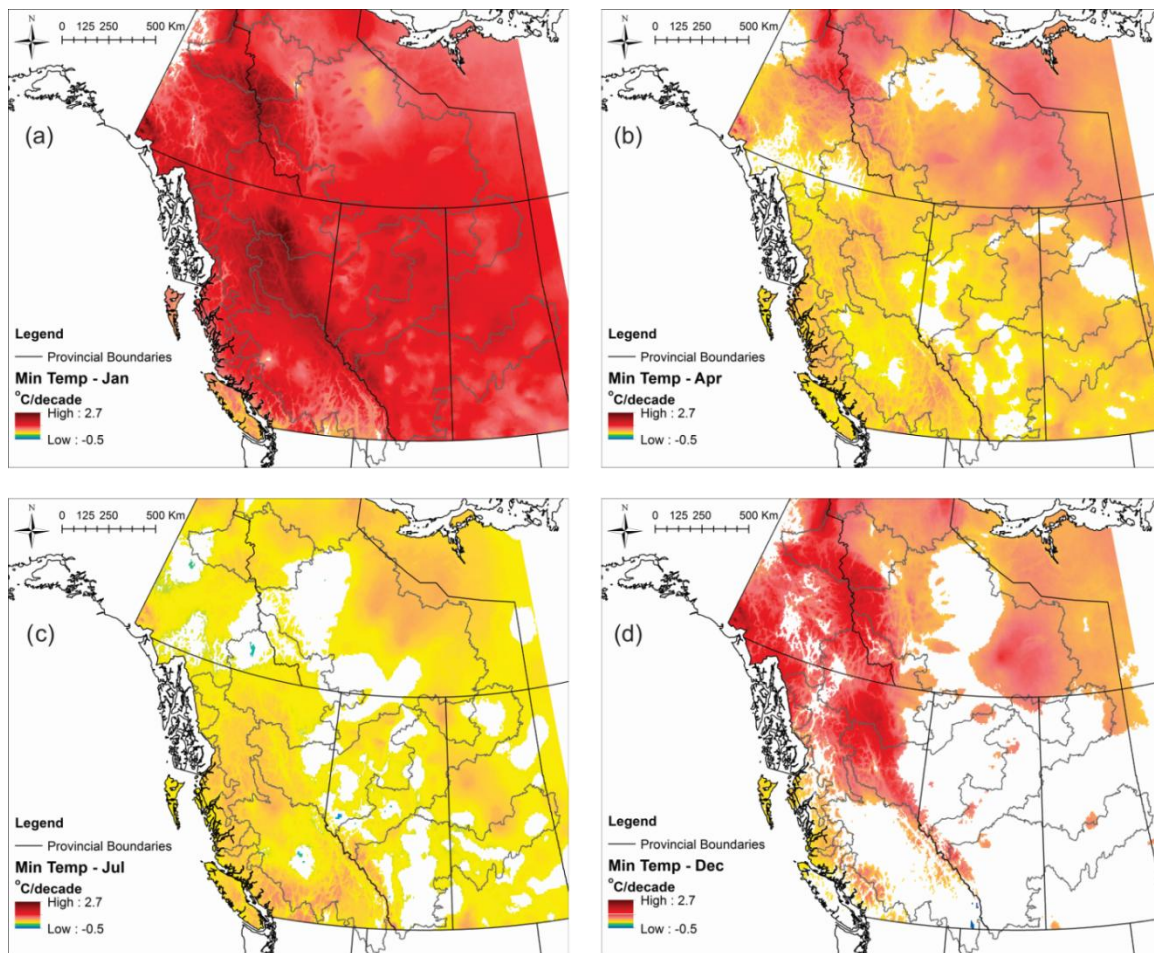 N
0 125 250 500 Km
(a)
Legend
Provincial Boundaries
Min Temp - Jan
°C/decade
High : 2.7
Low : -0.5
N
0 125 250 500 Km
(b)
Legend
Provincial Boundaries
Min Temp - Apr
°C/decade
High : 2.7
Low : -0.5
N
0 125 250 500 Km
(c)
Legend
Provincial Boundaries
Min Temp - Jul
°C/decade
High : 2.7
Low : -0.5
N
0 125 250 500 Km
(d)
Legend
Provincial Boundaries
Min Temp - Dec
°C/decade
High : 2.7
Low : -0.5